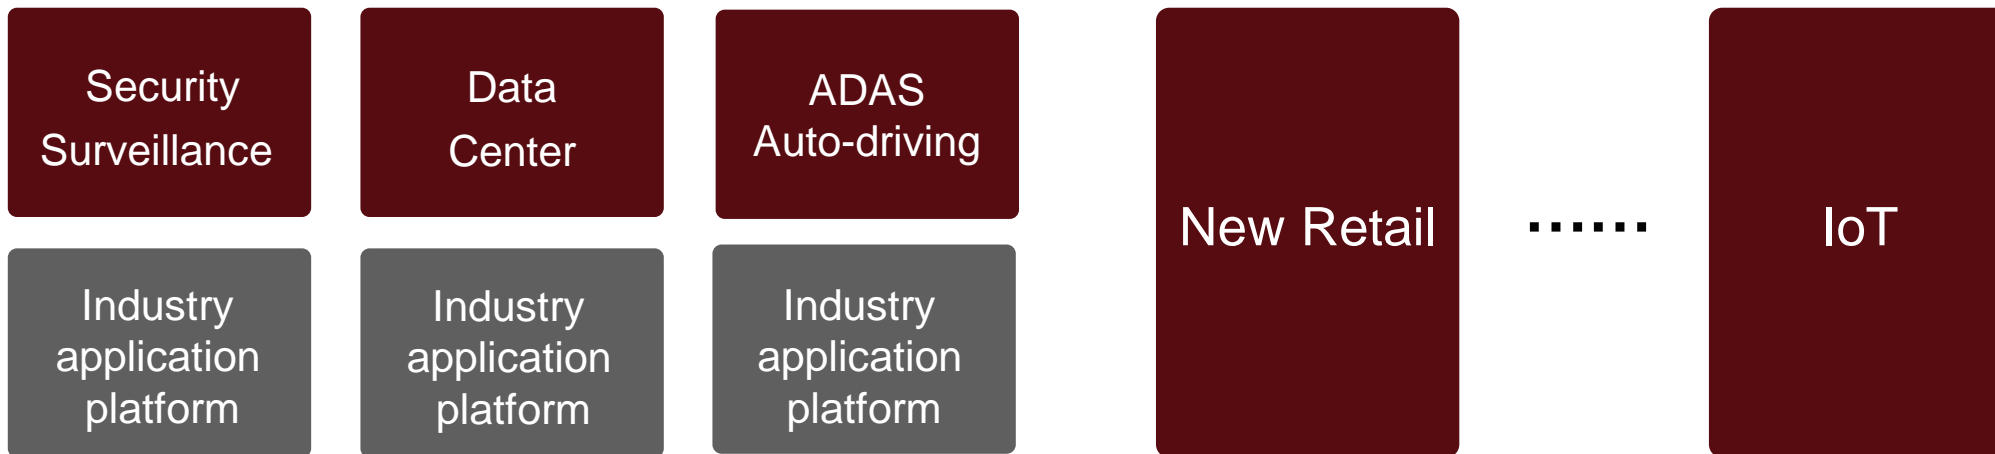 Security
Surveillance
Data
Center
ADAS
Auto-driving
New Retail
......
IoT
Industry
application
platform
Industry
application
platform
Industry
application
platform